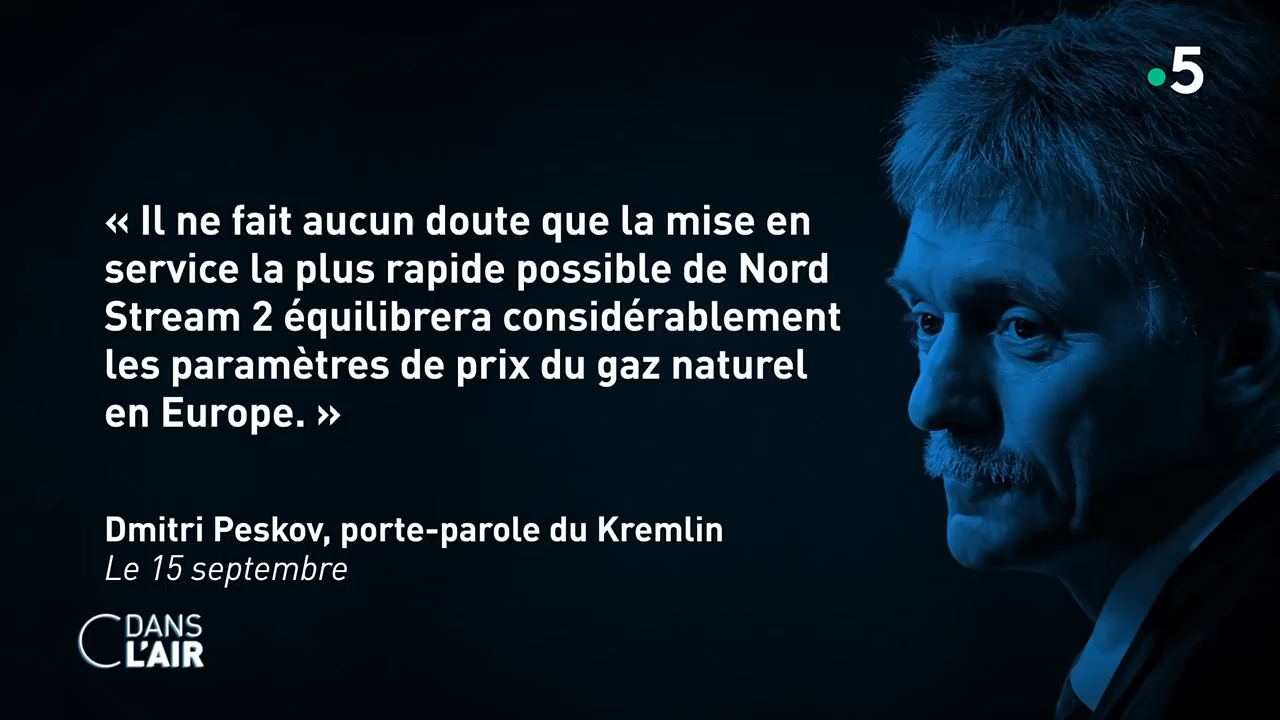 5
« Il ne fait aucun doute que la mise en
service la plus rapide possible de Nord
Stream 2 équilibrera considérablement
les paramètres de prix du gaz naturel
en Europe. »
Dmitri Peskov, porte-parole du Kremlin
Le 15 septembre
C DANS
L'AIR